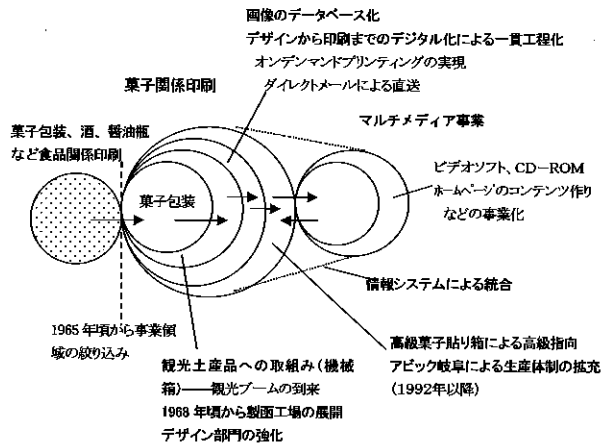 画像のデータベース化
デザインから印刷までのデジタル化による一貫工程化
オンデマンドプリンティングの実現
ダイレクトメールによる直送
菓子関係印刷
マルチメディア事業
菓子包装、酒、醤油瓶
など食品関係印刷
菓子包装
ビデオソフト、CD-ROM
ホームページのコンテンツ作り
などの事業化
情報システムによる統合
1965年頃から事業領
域の絞り込み
高級菓子貼り箱による高級指向
アピック岐阜による生産体制の拡充
(1992年以降)
観光土産品への取組み(機械
箱)——観光ブームの到来
1968年頃から製函工場の展開
デザイン部門の強化